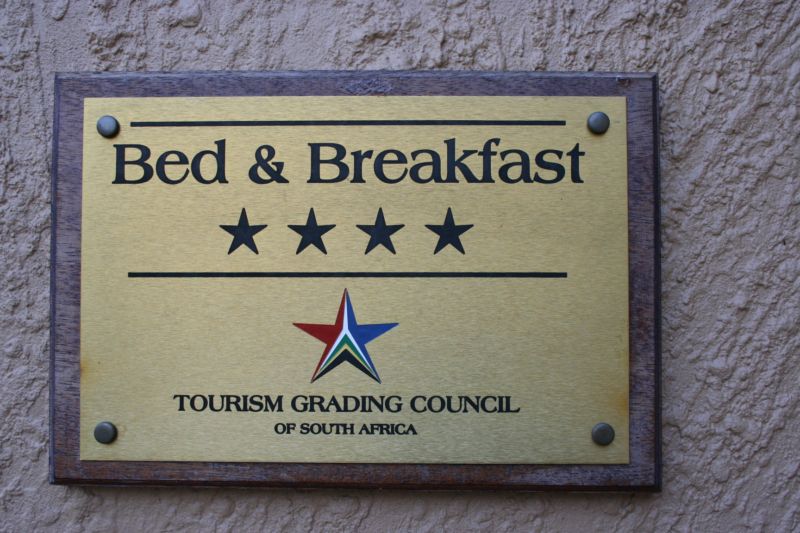 Bed & Breakfast
TOURISM GRADING COUNCIL
OF SOUTH AFRICA